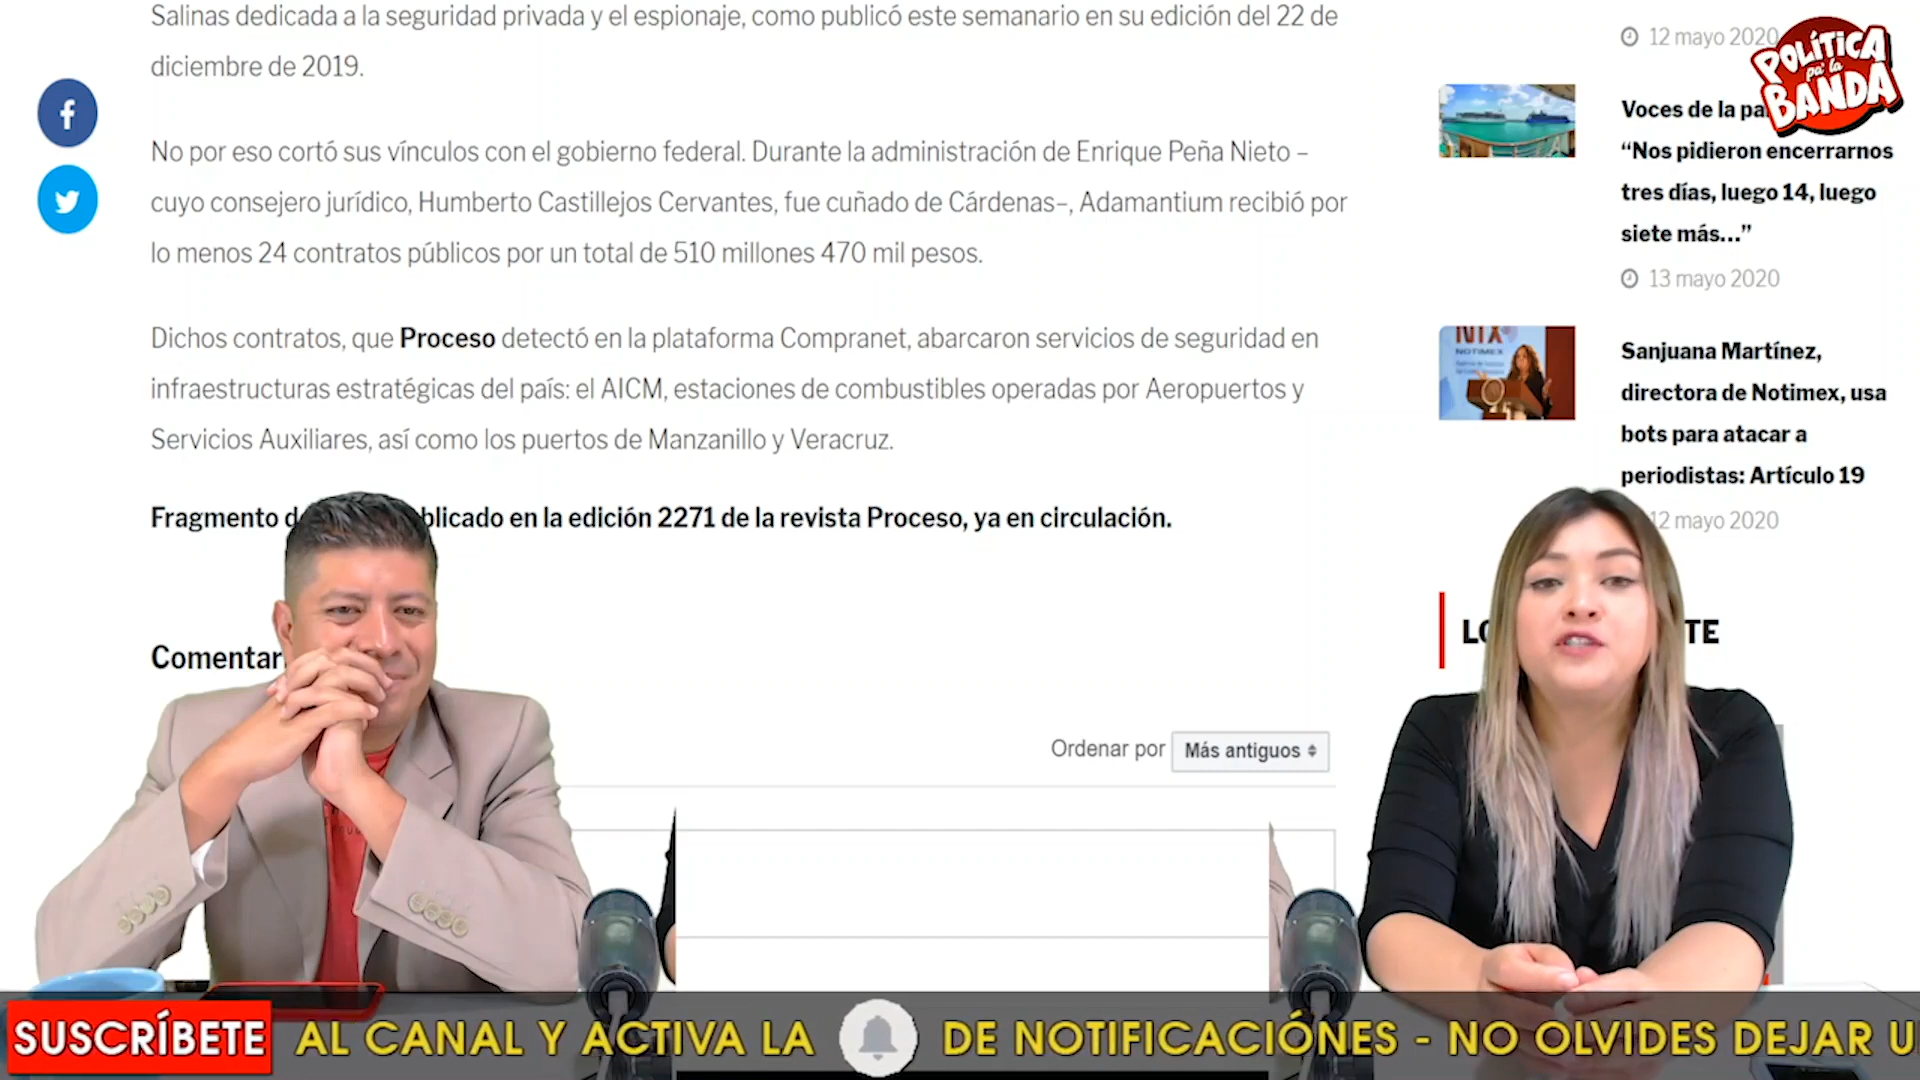 Salinas dedicada a la seguridad privada y el espionaje, como publicó este semanario en su edición del 22 de
diciembre de 2019.
No por eso cortó sus vínculos con el gobierno federal. Durante la administración de Enrique Peña Nieto –
cuyo consejero jurídico, Humberto Castillejos Cervantes, fue cuñado de Cárdenas–, Adamantium recibió por
lo menos 24 contratos públicos por un total de 510 millones 470 mil pesos.
Dichos contratos, que Proceso detectó en la plataforma Compranet, abarcaron servicios de seguridad en
infraestructuras estratégicas del país: el AICM, estaciones de combustibles operadas por Aeropuertos y
Servicios Auxiliares, así como los puertos de Manzanillo y Veracruz.
Fragmento d blicado en la edición 2271 de la revista Proceso, ya en circulación.
Comentar
Ordenar por Más antiguos
12 mayo 2020
POLÍTICA
pa' la
BANDA
Voces de la pa
“Nos pidieron encerrarnos
tres días, luego 14, luego
siete más...”
13 mayo 2020
NOTIMEX
Sanjuana Martínez,
directora de Notimex, usa
bots para atacar a
periodistas: Artículo 19
12 mayo 2020
LO TE
SUSCRÍBETE AL CANAL Y ACTIVA LA DE NOTIFICACIÓNES - NO OLVIDES DEJAR U